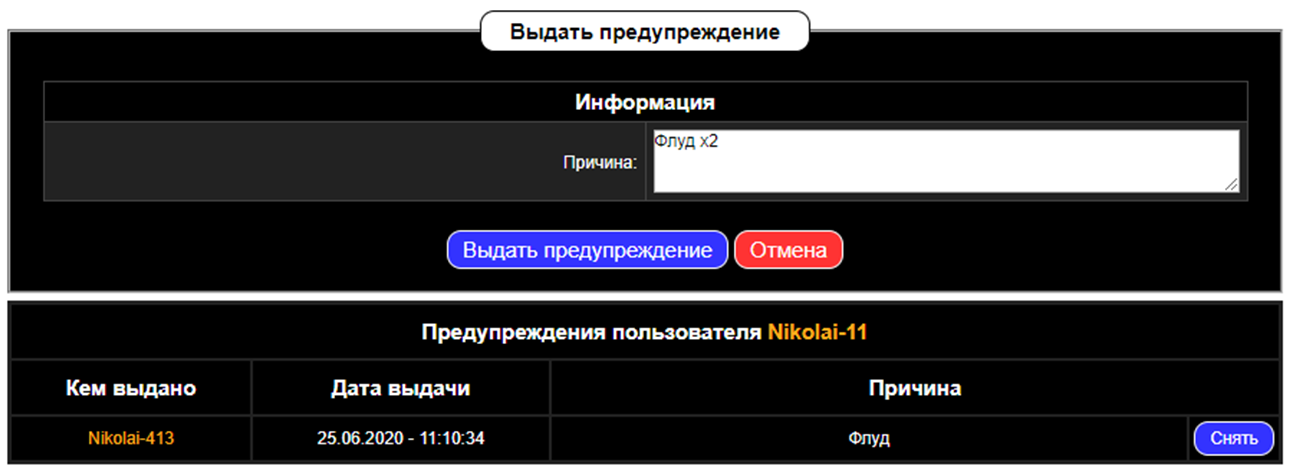 Выдать предупреждение
Информация
Причина: Флуд x2
Выдать предупреждение Отмена
Предупреждения пользователя Nikolai-11
Кем выдано Дата выдачи Причина
Nikolai-413 25.06.2020 - 11:10:34 Флуд Снять